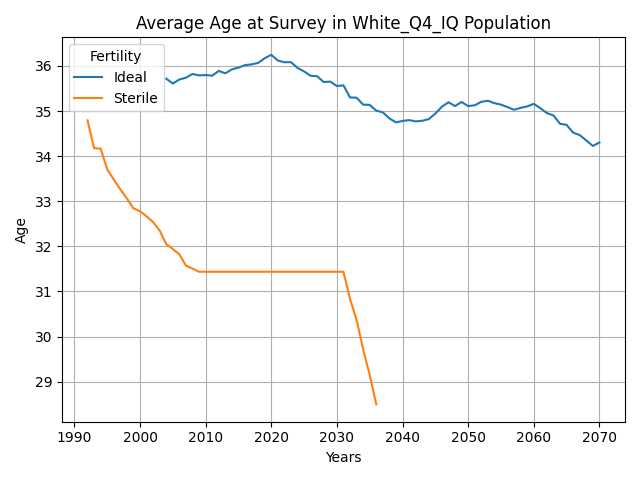 Average Age at Survey in White_Q4_IQ Population
Fertility
Ideal
Sterile
Age
36
35
34
33
32
31
30
29
1990 2000 2010 2020 2030 2040 2050 2060 2070
Years